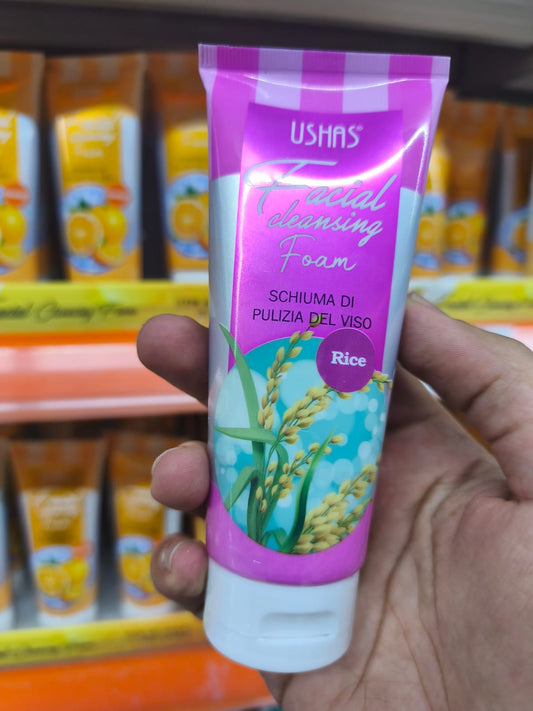 USHAS®
Facial
cleansing
Foam
SCHIUMA DI
PULIZIA DEL VISO
Rice